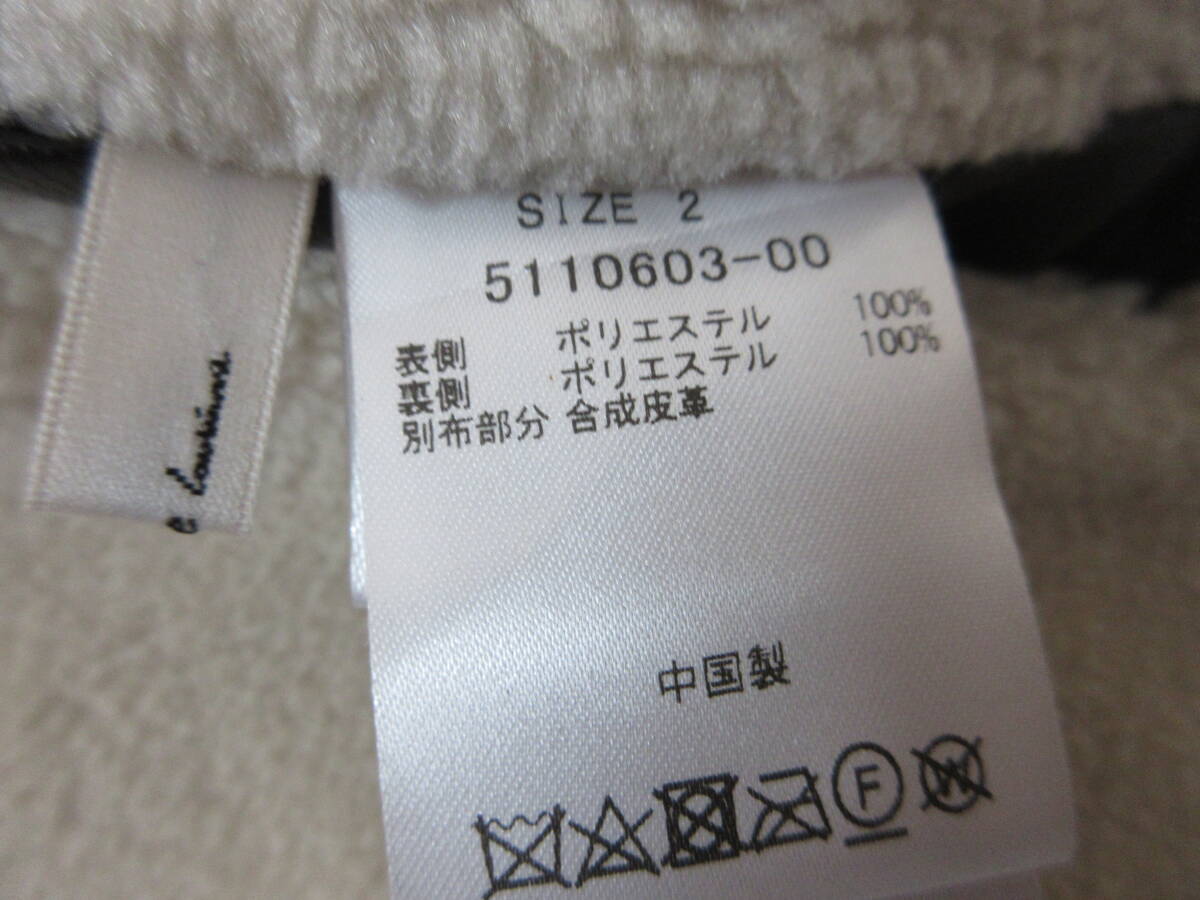 SIZE 2
5110603-00
表側 ポリエステル 100%
裏側 ポリエステル 100%
別布部分 合成皮革
中国製
F
W